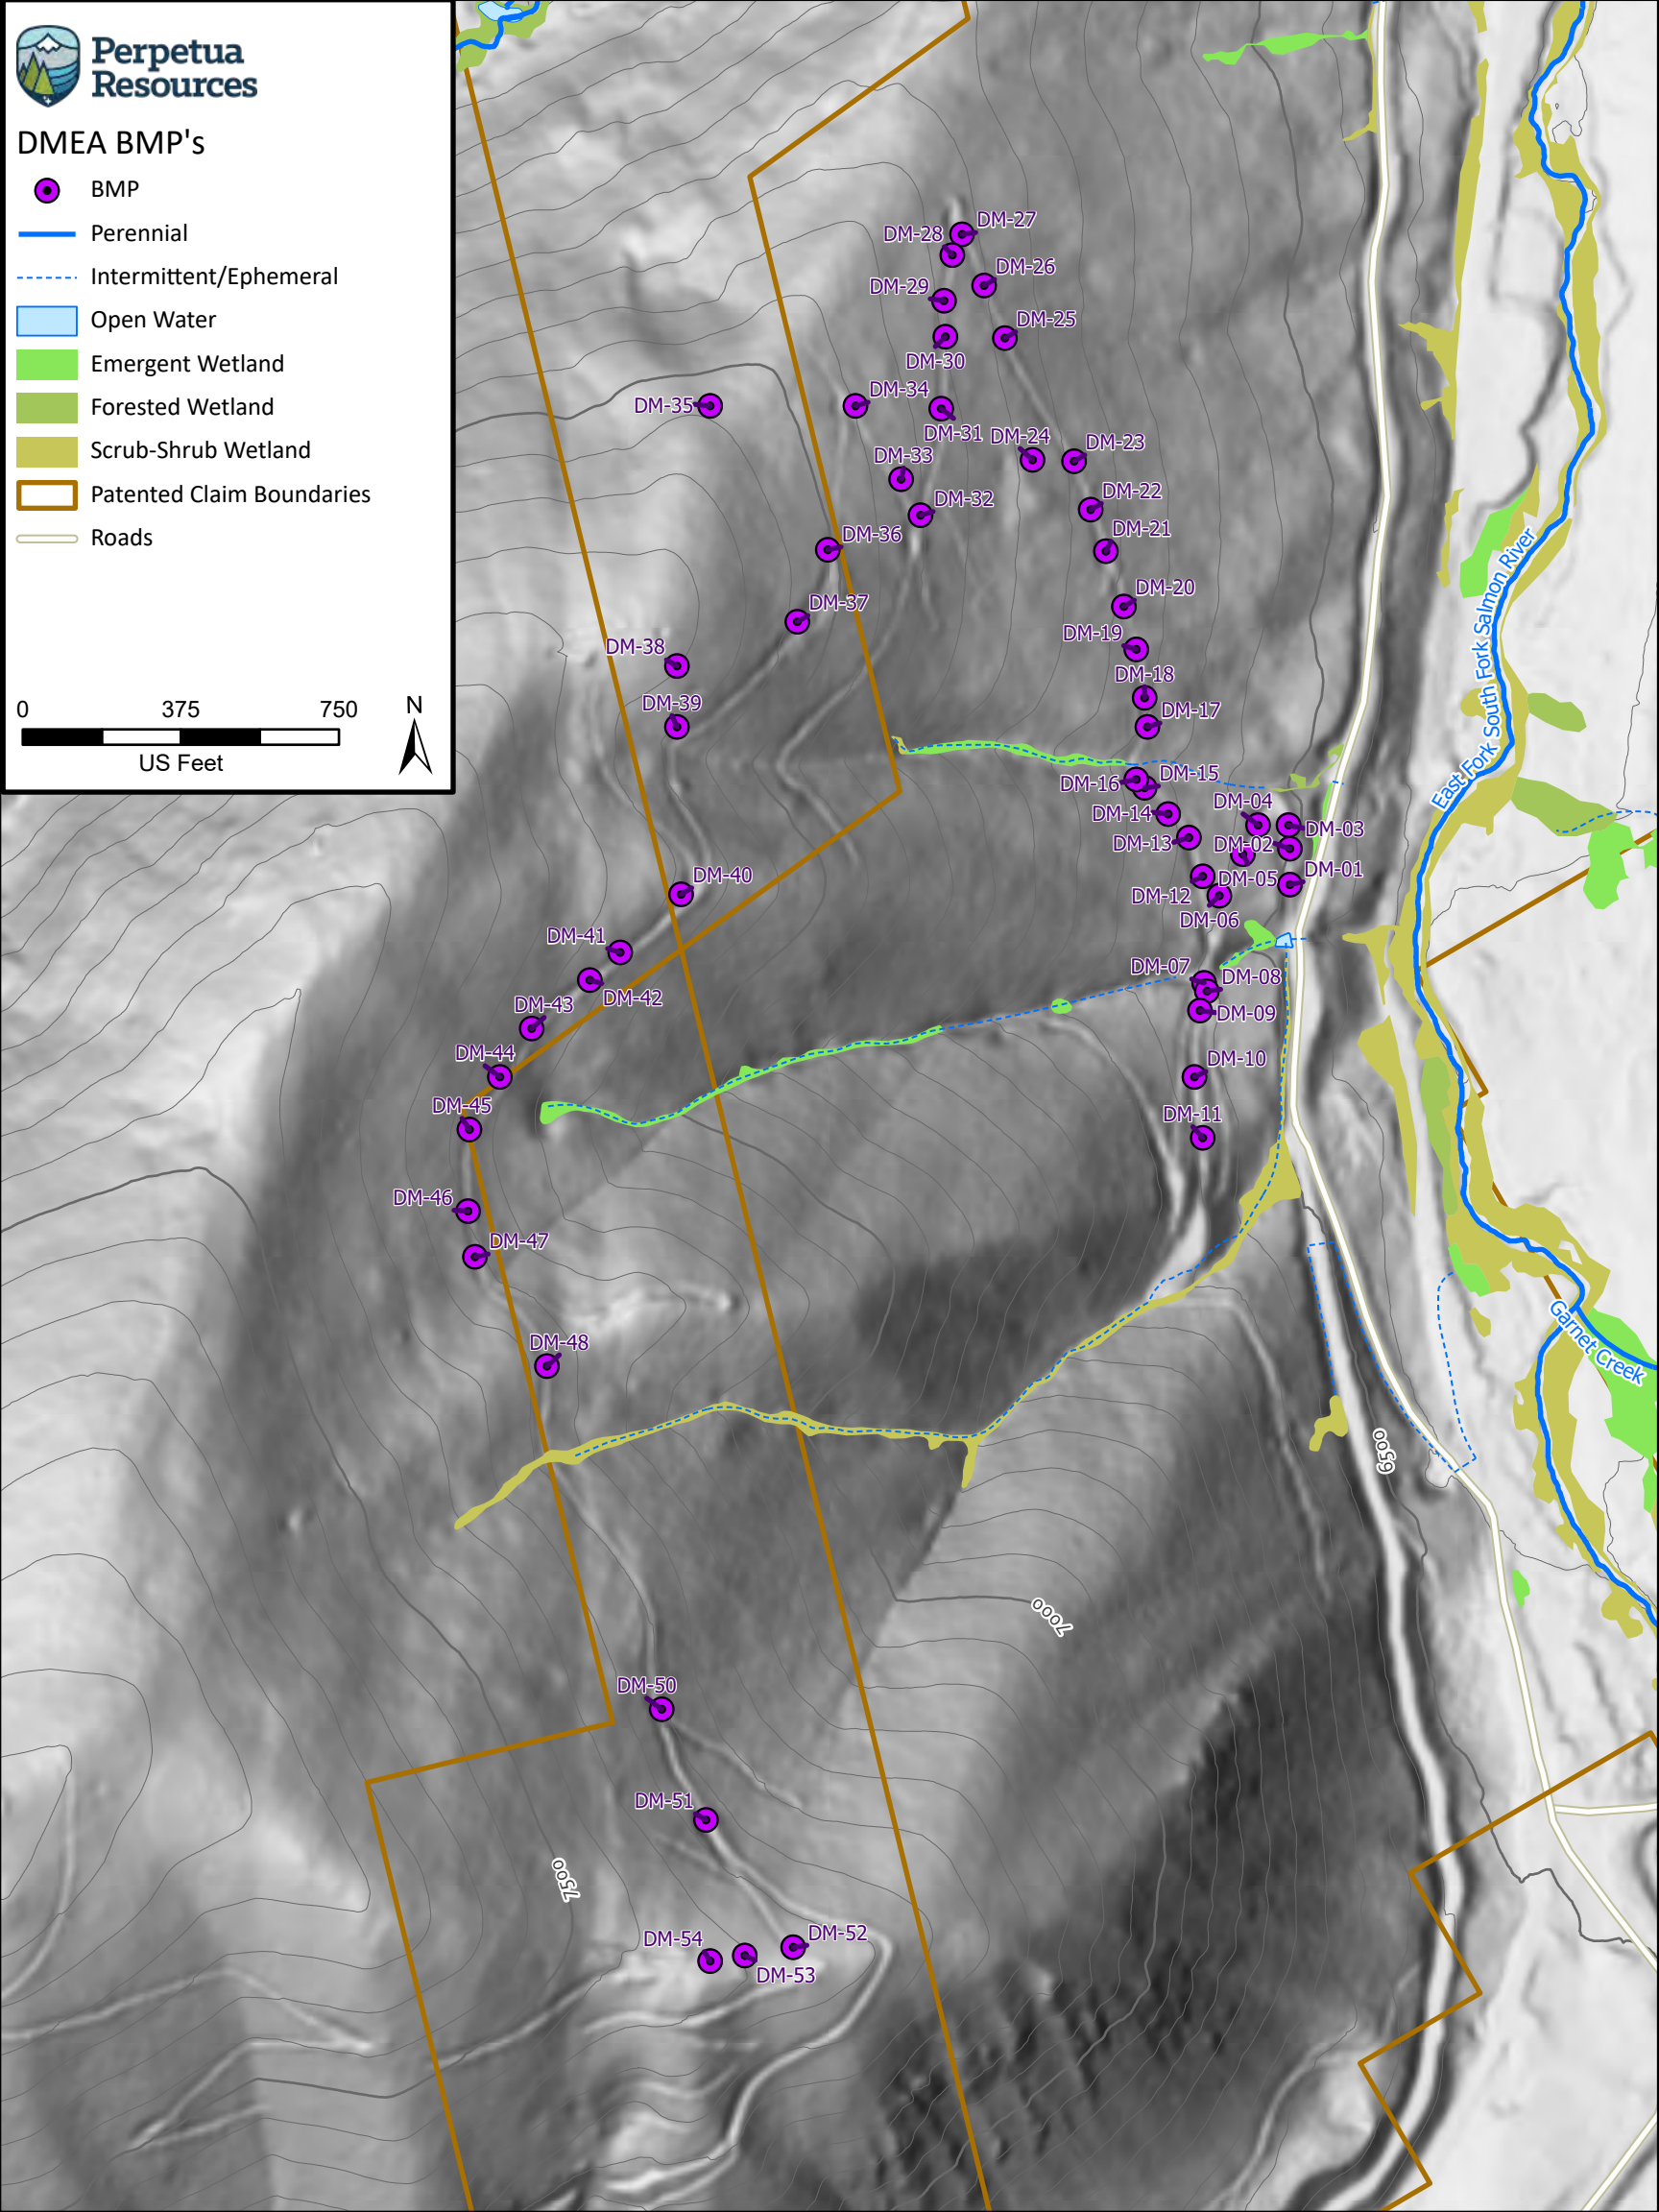 Perpetua
Resources
DMEA BMP's
BMP
Perennial
Intermittent/Ephemeral
Open Water
Emergent Wetland
Forested Wetland
Scrub-Shrub Wetland
Patented Claim Boundaries
Roads
0 375 750
US Feet
N
DM-27
DM-28
DM-26
DM-29
DM-25
DM-30
DM-34
DM-35
DM-31
DM-24
DM-23
DM-33
DM-32
DM-22
DM-21
DM-36
DM-20
DM-37
DM-19
DM-38
DM-18
DM-39
DM-17
DM-15
DM-16
DM-04
DM-14
DM-03
DM-13
DM-02
DM-01
DM-05
DM-12
DM-06
DM-40
DM-41
DM-07
DM-08
DM-42
DM-43
DM-09
DM-44
DM-10
DM-45
DM-11
DM-46
DM-47
DM-48
DM-50
DM-51
DM-52
DM-54
DM-53
East Fork South Fork Salmon River
Garnet Creek
6500
7000
7500